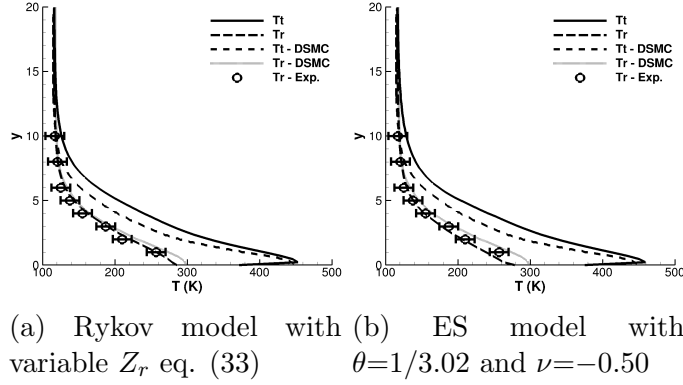 20
15
10
5
0
y
100
200
300
400
500
T (K)
Tt
Tr
Tt - DSMC
Tr - DSMC
Tr - Exp.
20
15
10
5
0
y
100
200
300
400
500
T (K)
Tt
Tr
Tt - DSMC
Tr - DSMC
Tr - Exp.
(a) Rykov model with
variable Z_r eq. (33)
(b) ES model with
θ=1/3.02 and ν=−0.50